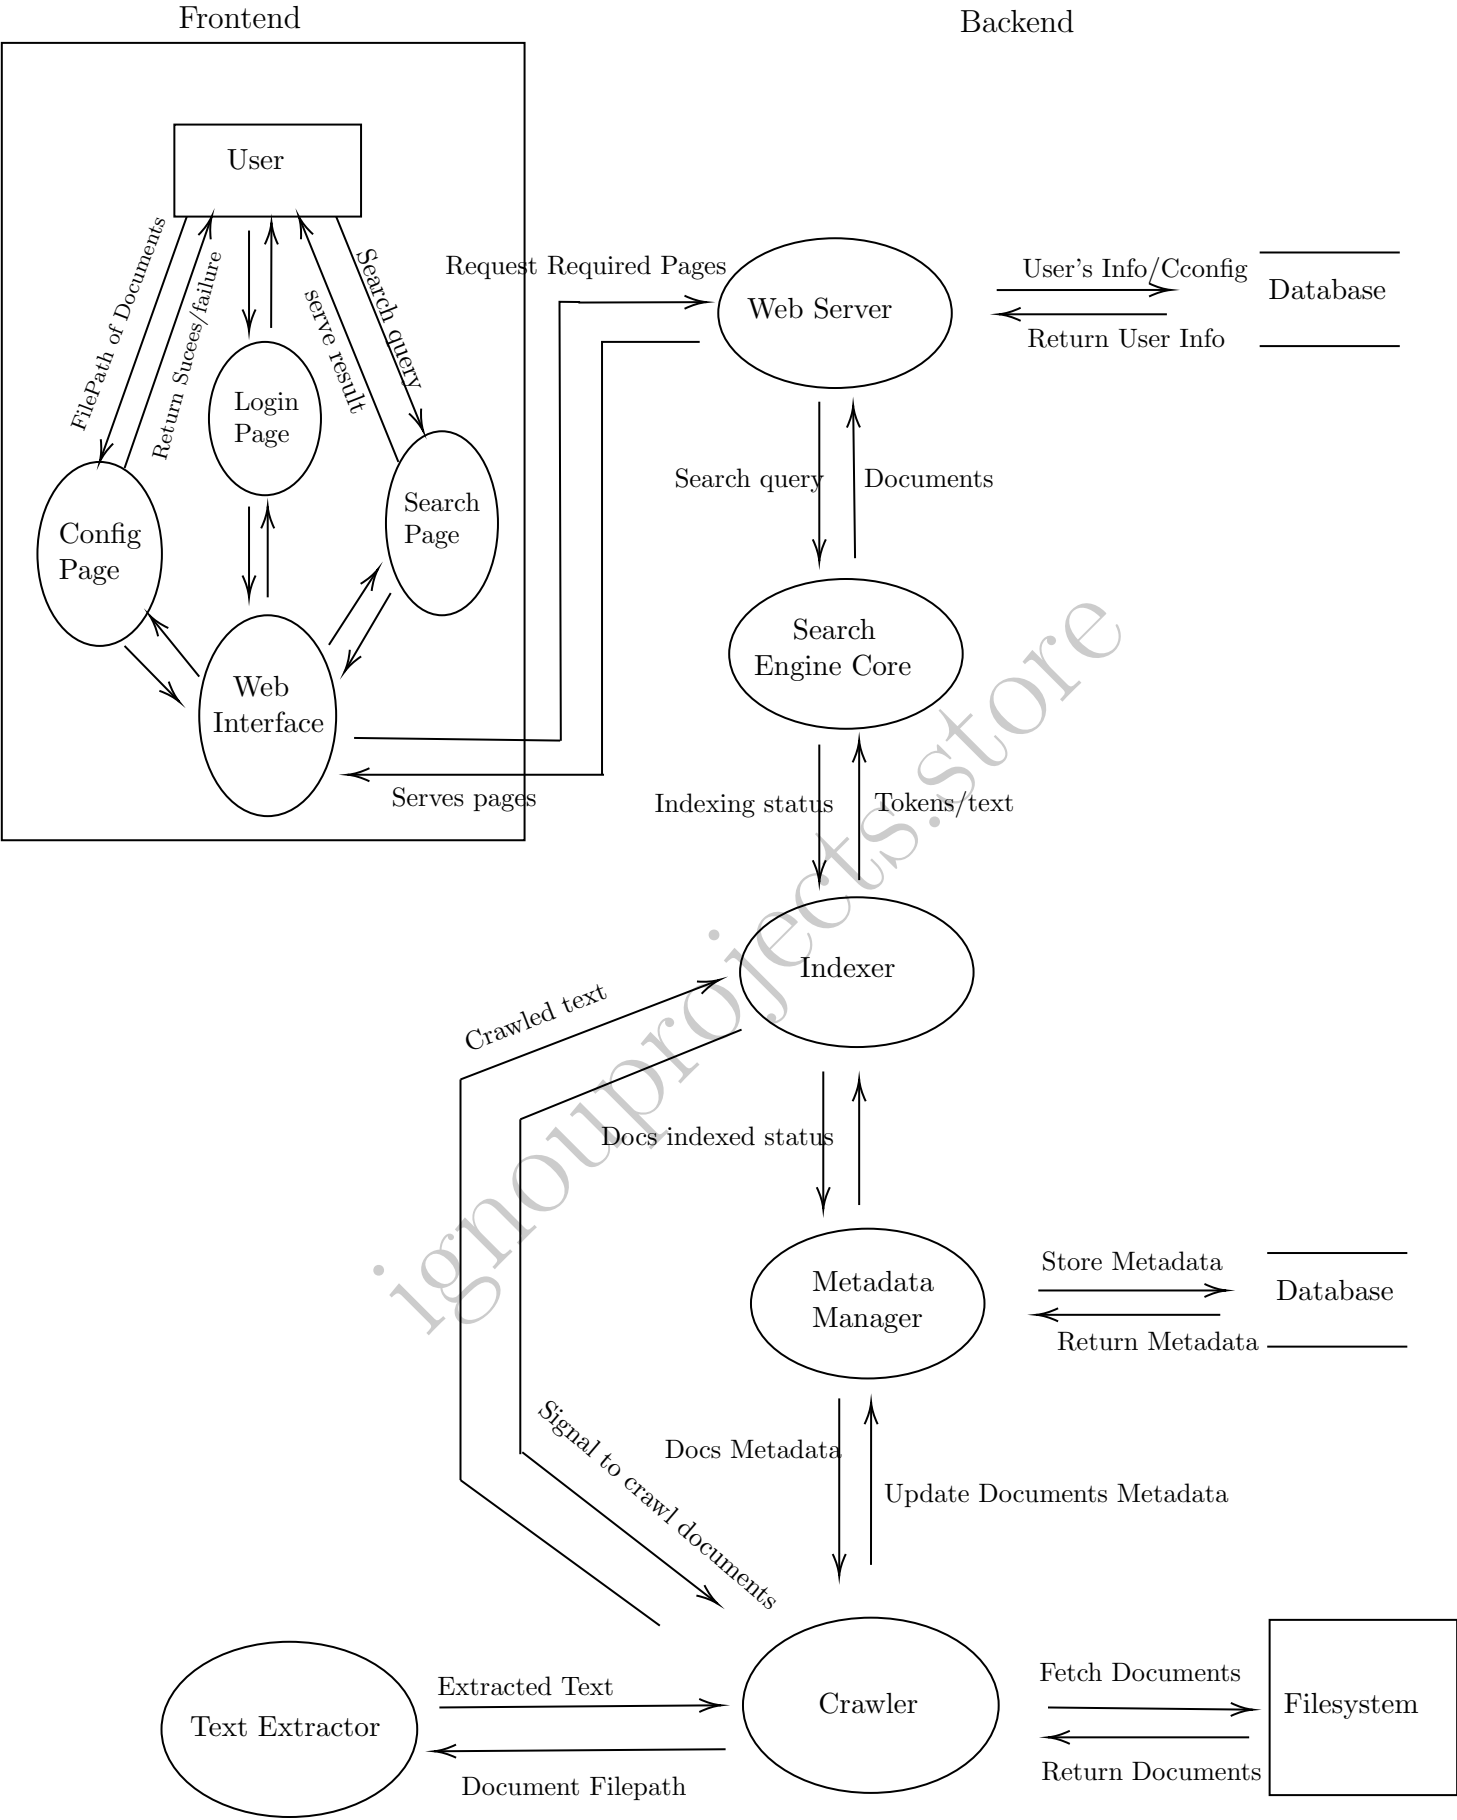 Frontend
Backend
User
FilePath of Documents
Return Sucees/failure
serve result
Search query
Login
Page
Search
Page
Config
Page
Web
Interface
Request Required Pages
Serves pages
Web Server
User's Info/Cconfig
Return User Info
Database
Search query
Documents
Search
Engine Core
Indexing status
Tokens/text
Indexer
Crawled text
Docs indexed status
Metadata
Manager
Store Metadata
Return Metadata
Database
Signal to crawl documents
Docs Metadata
Update Documents Metadata
Text Extractor
Extracted Text
Document Filepath
Crawler
Fetch Documents
Return Documents
Filesystem
ignouprojects.store